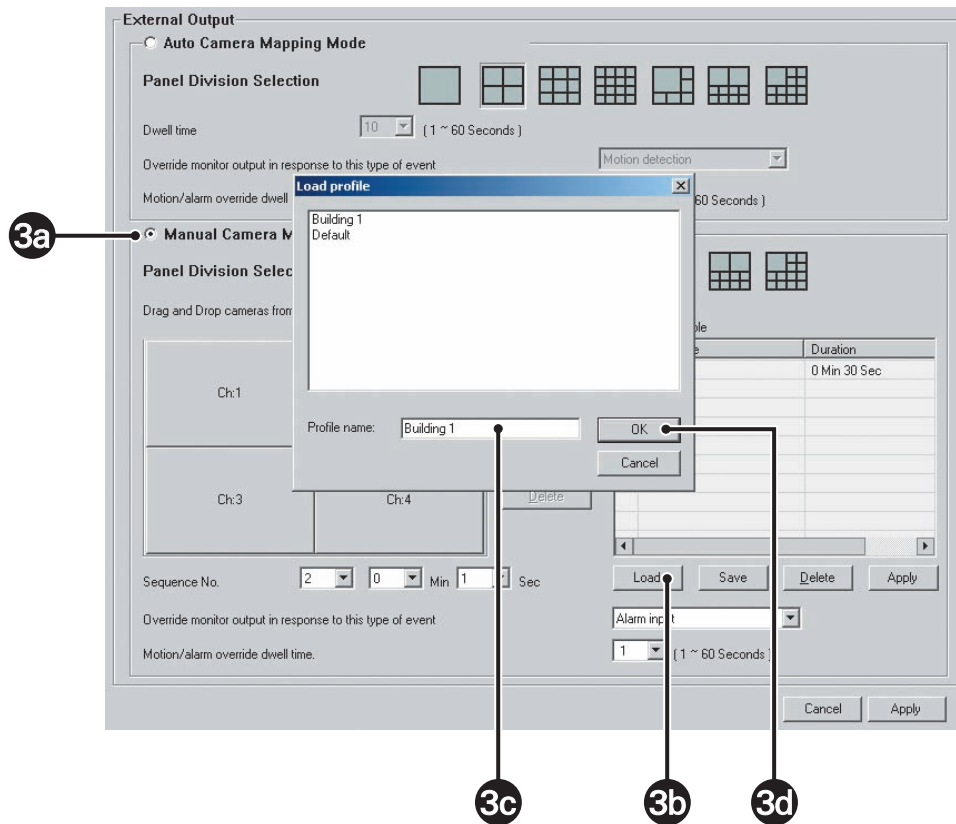 External Output
Auto Camera Mapping Mode
Panel Division Selection
Dwell time 10 ( 1 ~ 60 Seconds )
Override monitor output in response to this type of event Motion detection
Load profile
Motion/alarm override dwell 60 Seconds )
Building 1
Default
3a
Manual Camera M
Panel Division Selec
Drag and Drop cameras from
Duration
0 Min 30 Sec
Ch:1
Profile name: Building 1 OK
Cancel
Ch:3 Ch:4 Delete
Sequence No. 2 0 Min 1 Sec
Load Save Delete Apply
Override monitor output in response to this type of event Alarm input
Motion/alarm override dwell time. 1 ( 1 ~ 60 Seconds )
Cancel Apply
3c 3b 3d